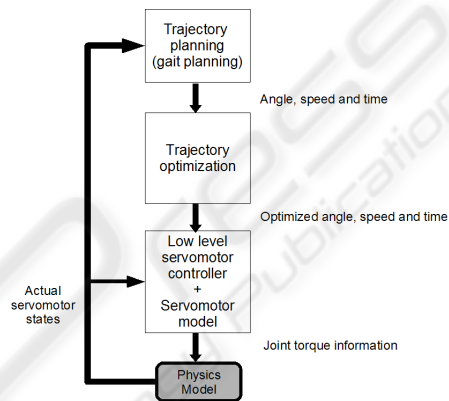 Trajectory
planning
(gait planning)
Angle, speed and time
Trajectory
optimization
Optimized angle, speed and time
Low level
servomotor
controller
+
Servomotor
model
Actual
servomotor
states
Joint torque information
Physics
Model